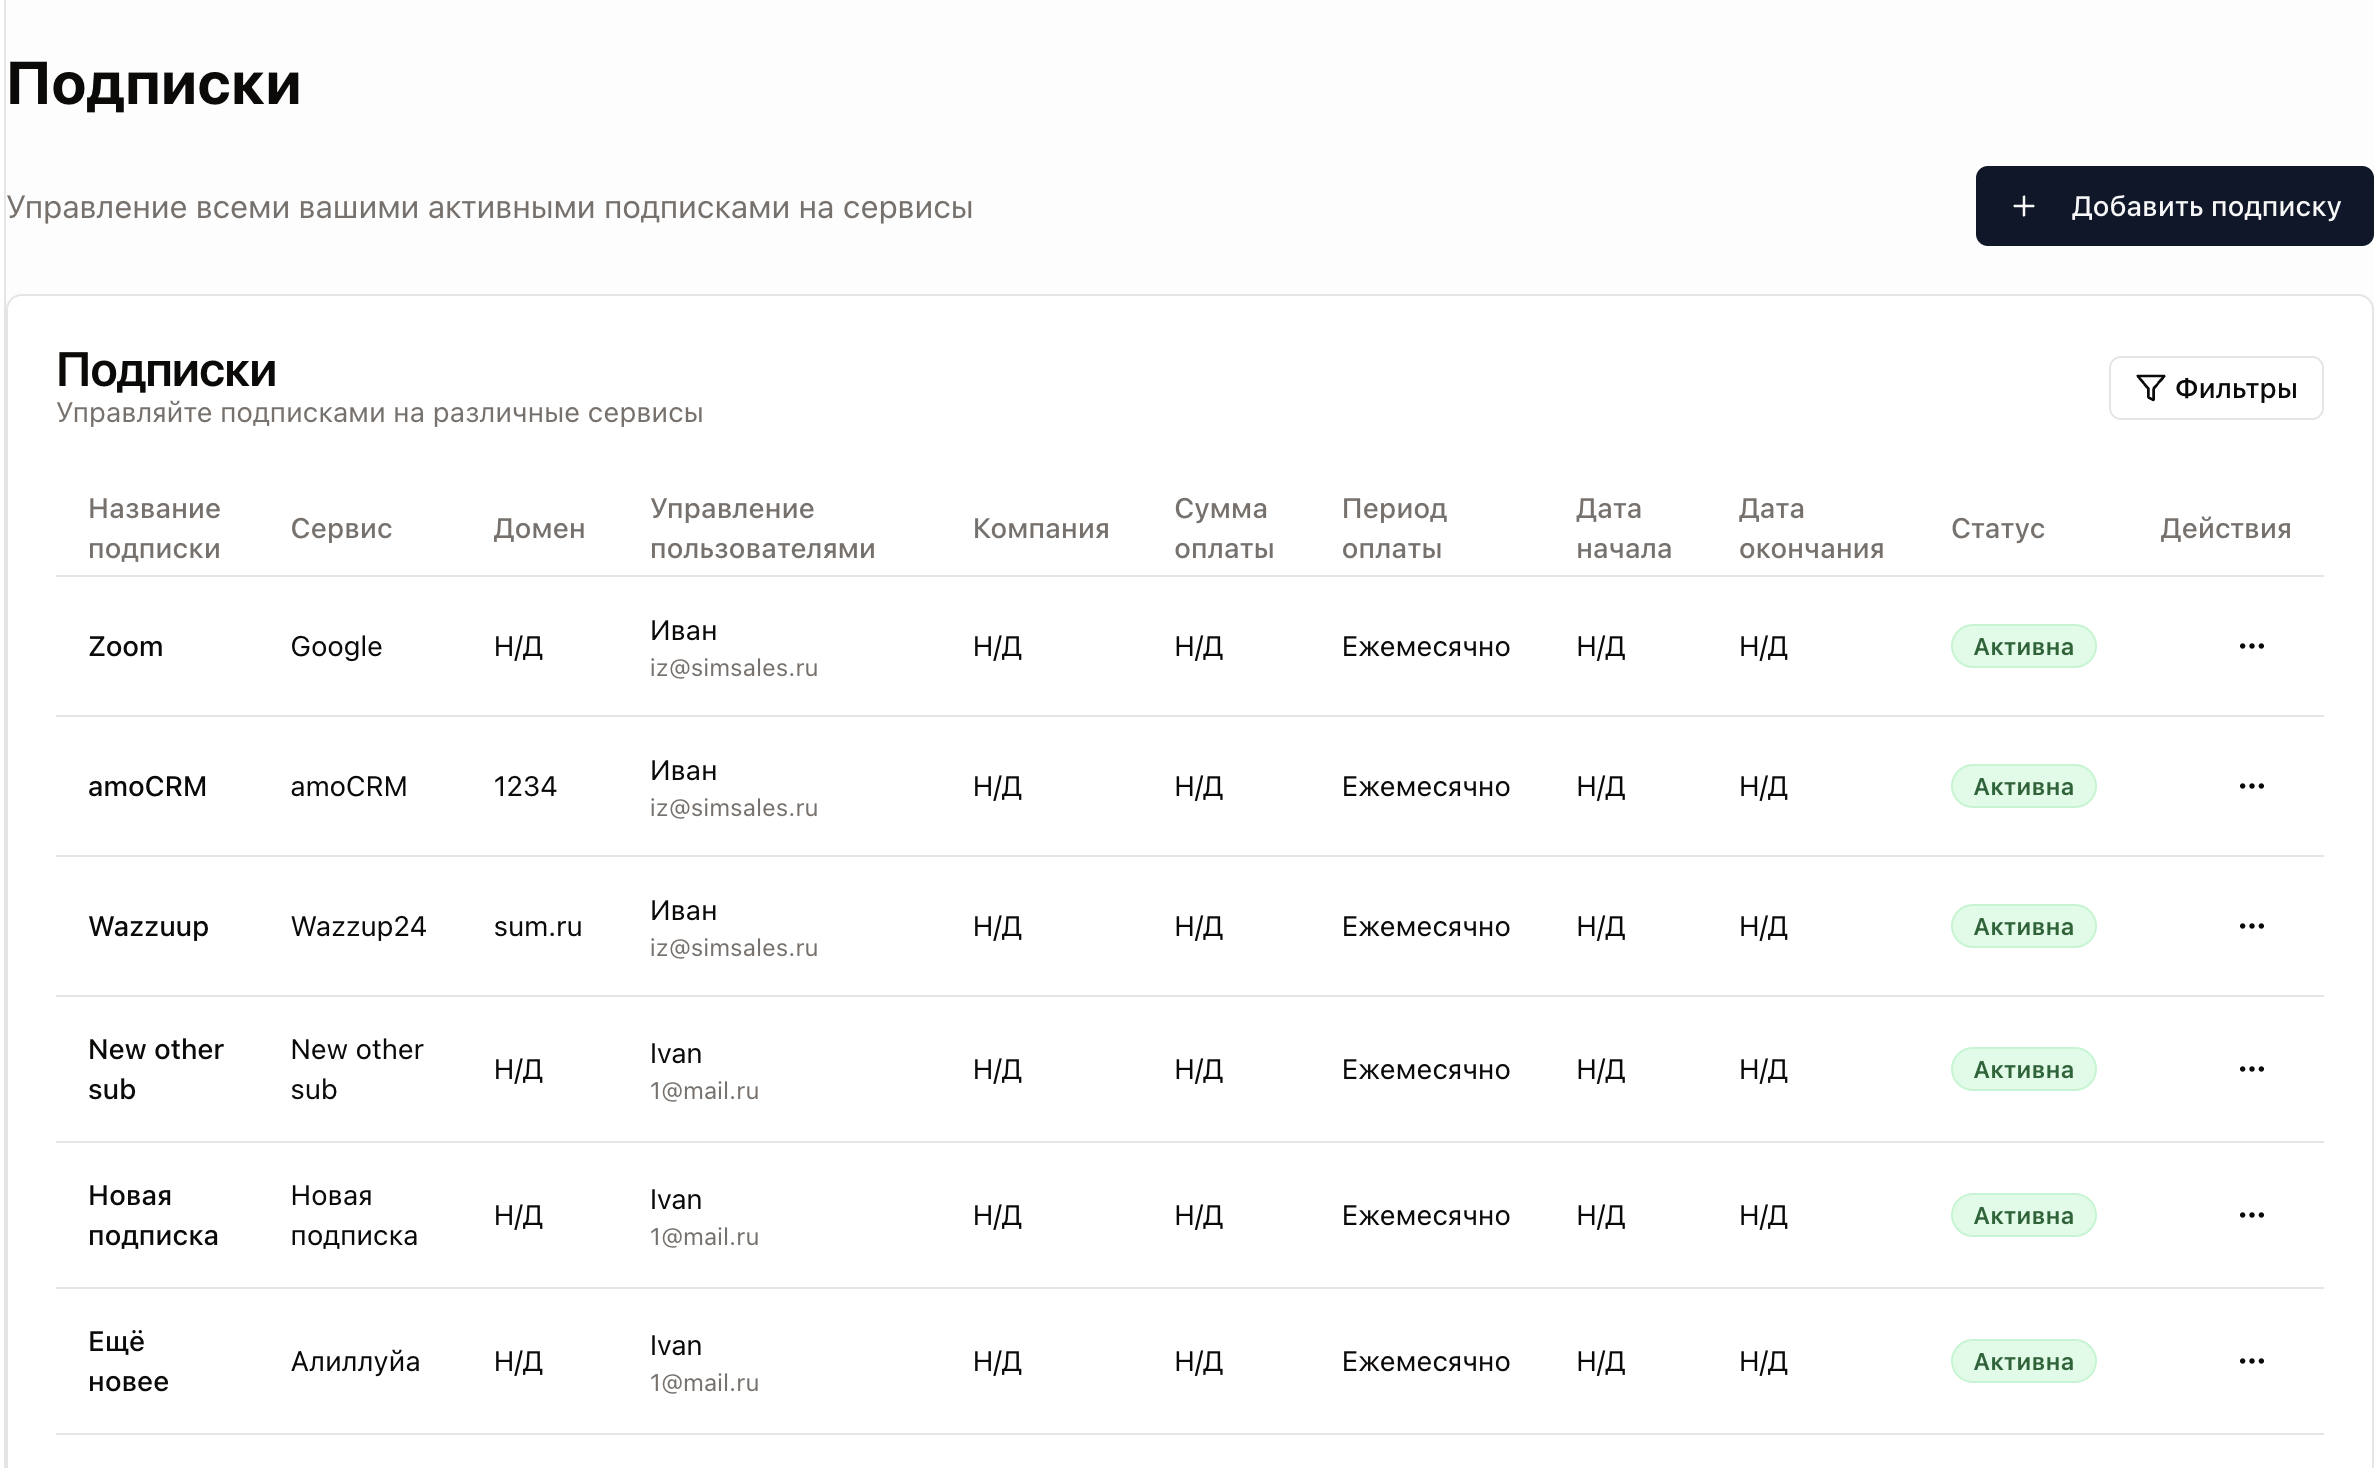 Подписки
Управление всеми вашими активными подписками на сервисы
+ Добавить подписку
Подписки
Управляйте подписками на различные сервисы
Фильтры
Название подписки Сервис Домен Управление пользователями Компания Сумма оплаты Период оплаты Дата начала Дата окончания Статус Действия
Zoom Google Н/Д Иван Н/Д Н/Д Ежемесячно Н/Д Н/Д Активна ...
iz@simsales.ru
amoCRM amoCRM 1234 Иван Н/Д Н/Д Ежемесячно Н/Д Н/Д Активна ...
iz@simsales.ru
Wazzuup Wazzup24 sum.ru Иван Н/Д Н/Д Ежемесячно Н/Д Н/Д Активна ...
iz@simsales.ru
New other sub New other sub Н/Д Ivan Н/Д Н/Д Ежемесячно Н/Д Н/Д Активна ...
1@mail.ru
Новая подписка Новая подписка Н/Д Ivan Н/Д Н/Д Ежемесячно Н/Д Н/Д Активна ...
1@mail.ru
Ещё новее Алиллуйа Н/Д Ivan Н/Д Н/Д Ежемесячно Н/Д Н/Д Активна ...
1@mail.ru